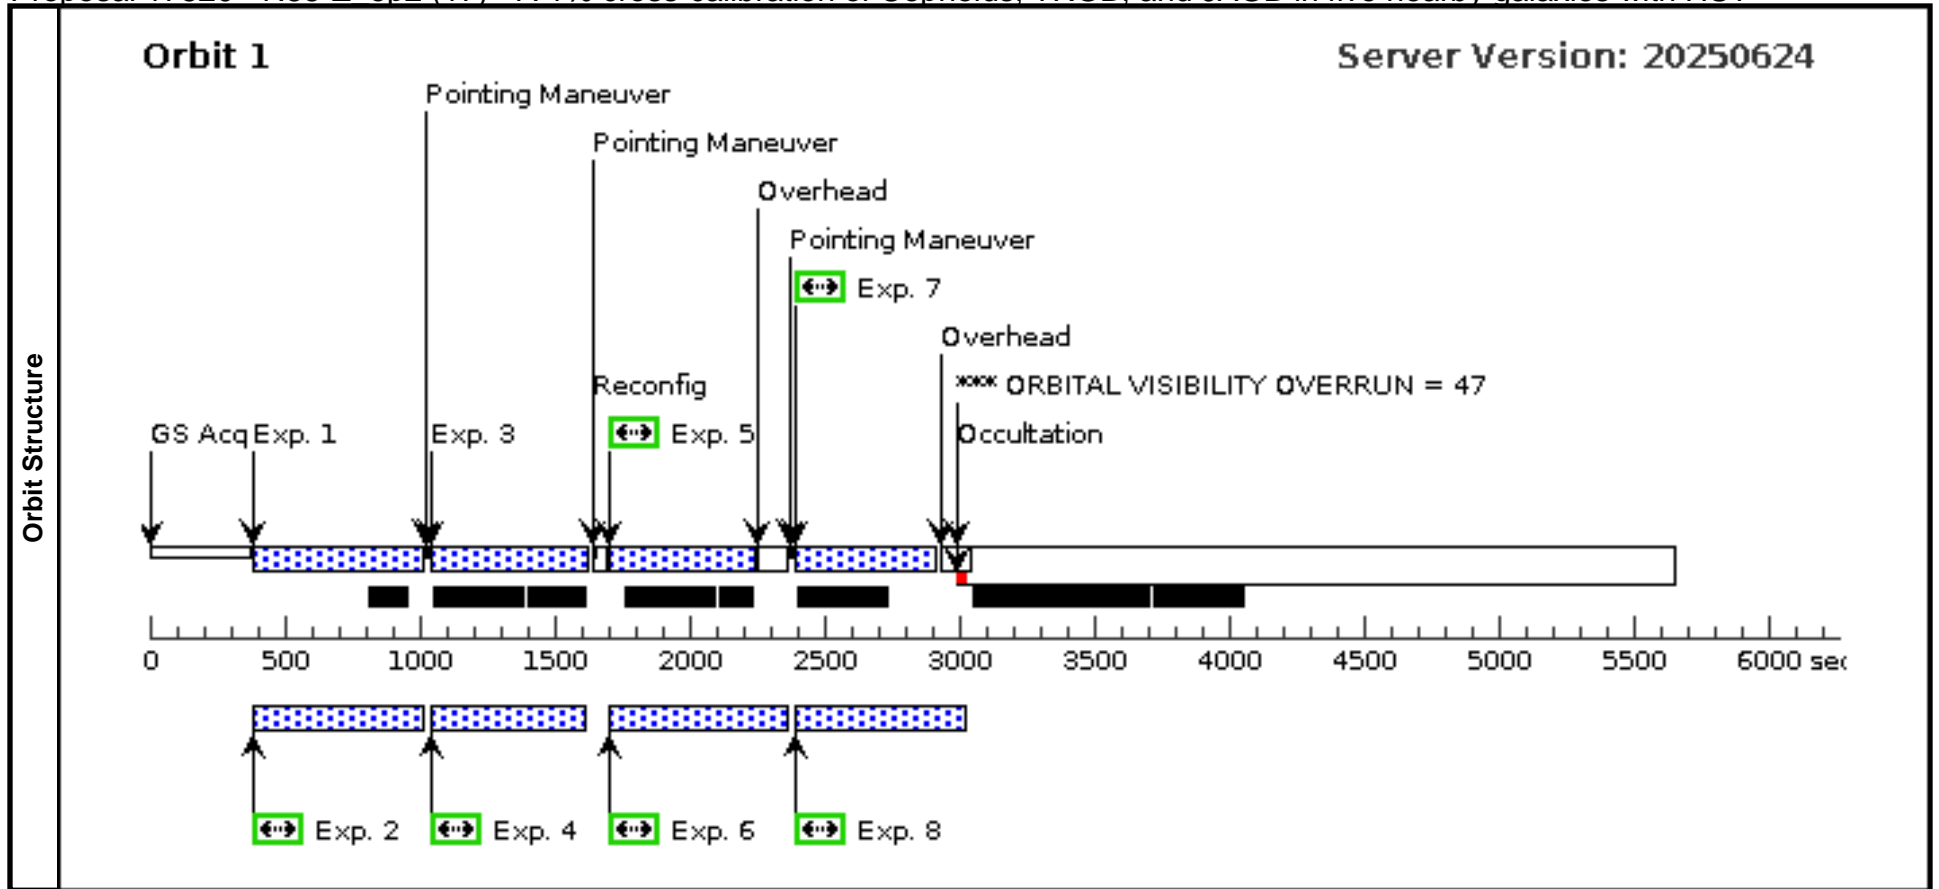 Orbit 1
Server Version: 20250624
Pointing Maneuver
Pointing Maneuver
Overhead
Pointing Maneuver
Exp. 7
Overhead
Reconfig
*** ORBITAL VISIBILITY OVERRUN = 47
GS Acq Exp. 1
Exp. 3
Exp. 5
Occultation
Orbit Structure
0 500 1000 1500 2000 2500 3000 3500 4000 4500 5000 5500 6000 sec
Exp. 2
Exp. 4
Exp. 6
Exp. 8